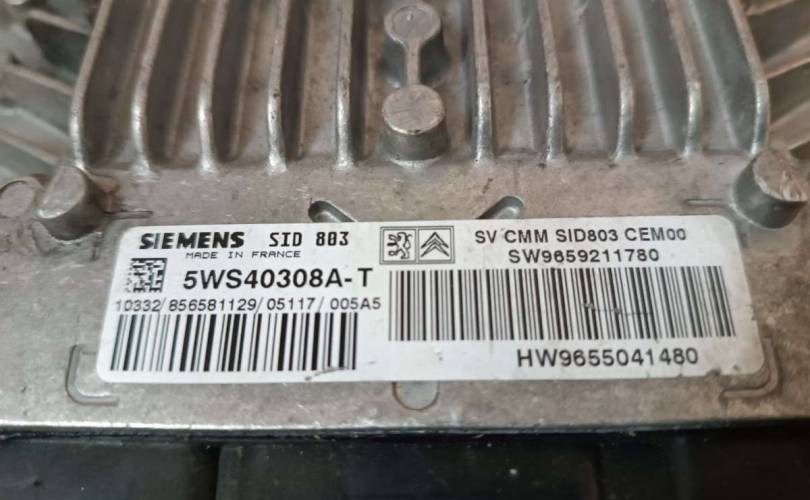 SIEMENS SID 803
MADE IN FRANCE
5WS40308A-T
10332/856581129/05117/005A5
SV CMM SID803 CEM00
SW9659211780
HW9655041480